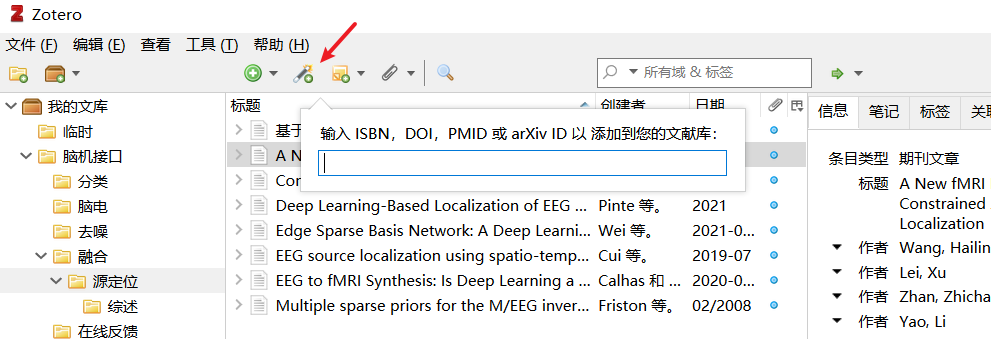 Zotero
文件 (F) 编辑 (E) 查看 工具 (T) 帮助 (H)
所有域 & 标签
我的文库
临时
脑机接口
分类
脑电
去噪
融合
源定位
综述
在线反馈
标题 创建者 日期
输入 ISBN，DOI，PMID 或 arXiv ID 以 添加到您的文献库：
基于
A N
Con
Deep Learning-Based Localization of EEG ... Pinte 等。 2021
Edge Sparse Basis Network: A Deep Learni... Wei 等。 2021-0...
EEG source localization using spatio-temp... Cui 等。 2019-07
EEG to fMRI Synthesis: Is Deep Learning a ... Calhas 和 ... 2020-0...
Multiple sparse priors for the M/EEG inver... Friston 等。 02/2008
信息 笔记 标签 关联
条目类型 期刊文章
标题 A New fMRI
Constrained
Localization
作者 Wang, Hailin
作者 Lei, Xu
作者 Zhan, Zhicha
作者 Yao, Li